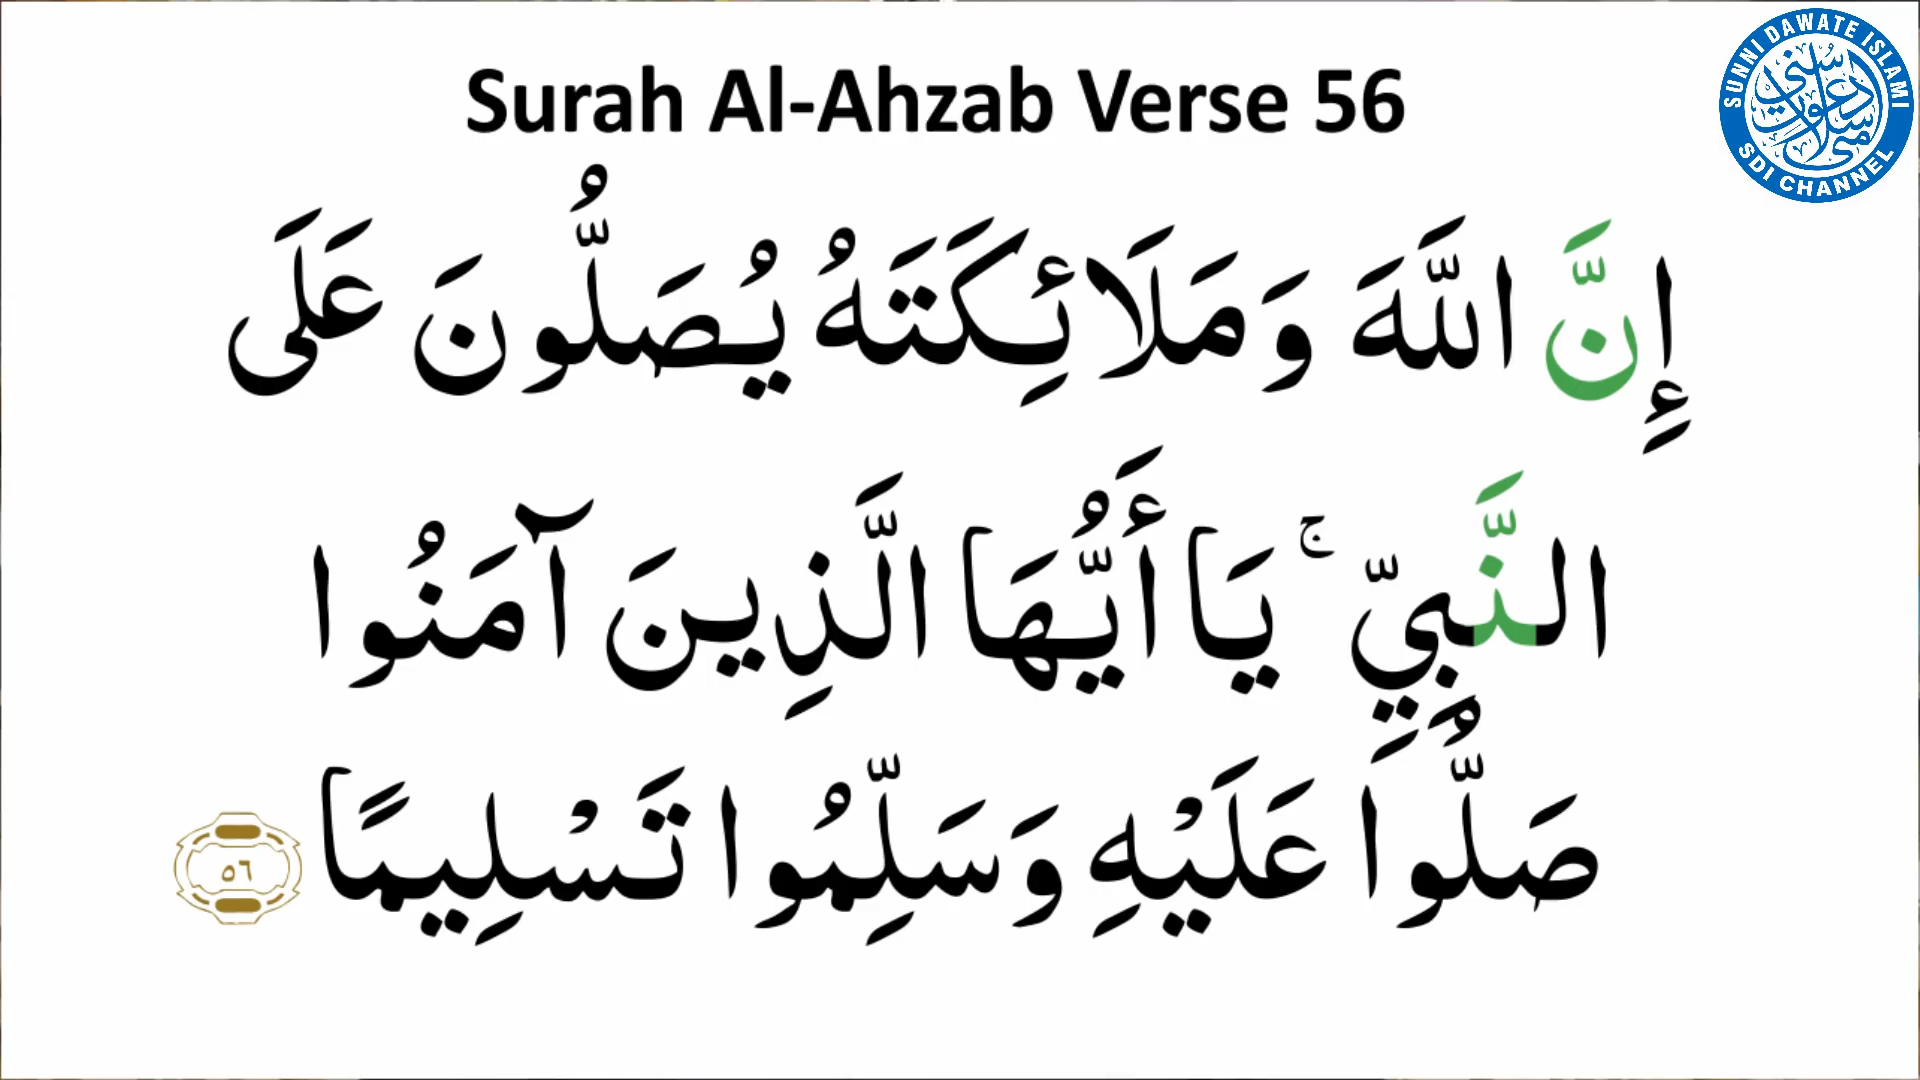 Surah Al-Ahzab Verse 56
SUNNI DAWATE ISLAMI
SDI CHANNEL
إِنَّ اللَّهَ وَمَلَائِكَتَهُ يُصَلُّونَ عَلَى
النَّبِيِّ ۚ يَا أَيُّهَا الَّذِينَ آمَنُوا
صَلُّوا عَلَيْهِ وَسَلِّمُوا تَسْلِيمًا ٥٦